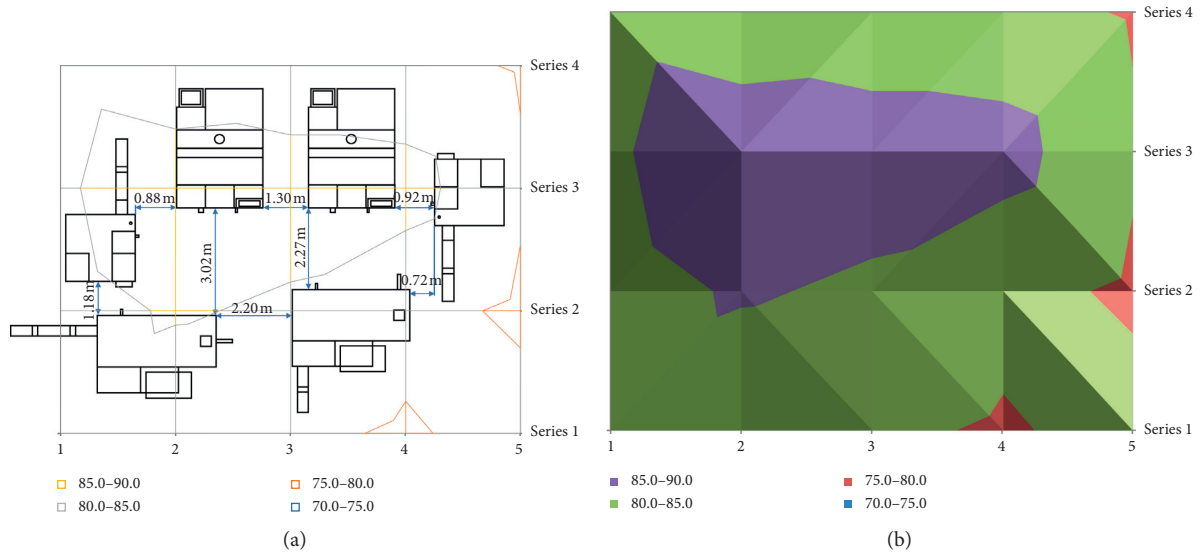 Series 4
Series 3
Series 2
Series 1
0.88 m
1.30 m
0.92 m
3.02 m
2.27 m
0.72 m
1.18 m
2.20 m
1 2 3 4 5
85.0–90.0 75.0–80.0
80.0–85.0 70.0–75.0
(a)
Series 4
Series 3
Series 2
Series 1
1 2 3 4 5
85.0–90.0 75.0–80.0
80.0–85.0 70.0–75.0
(b)